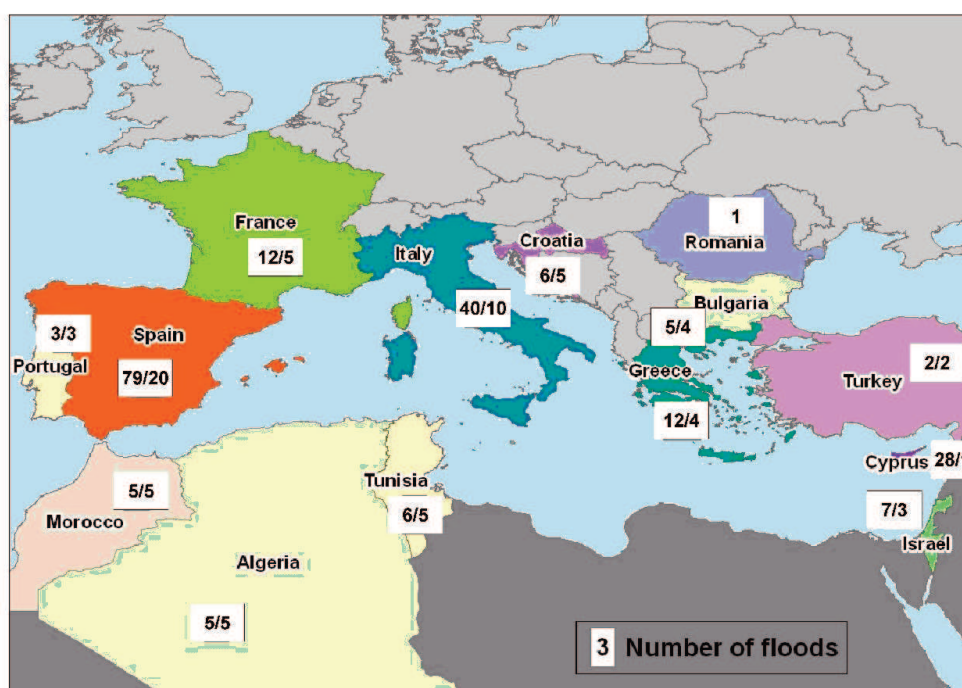 France
12/5
Italy
40/10
Croatia
6/5
1
Romania
Bulgaria
5/4
Greece
12/4
2/2
Turkey
Cyprus
28/
7/3
Israel
3/3
Portugal
Spain
79/20
5/5
Morocco
Tunisia
6/5
Algeria
5/5
3 Number of floods